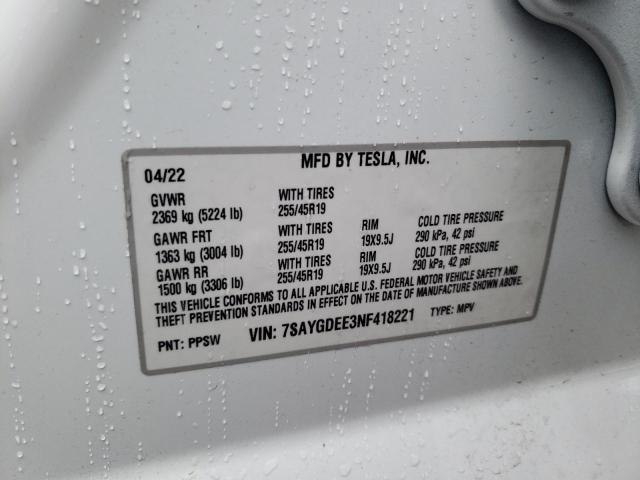 MFD BY TESLA, INC.
04/22
GVWR WITH TIRES
2369 kg (5224 lb) 255/45R19
GAWR FRT WITH TIRES RIM COLD TIRE PRESSURE
1363 kg (3004 lb) 255/45R19 19X9.5J 290 kPa, 42 psi
GAWR RR WITH TIRES RIM COLD TIRE PRESSURE
1500 kg (3306 lb) 255/45R19 19X9.5J 290 kPa, 42 psi
THIS VEHICLE CONFORMS TO ALL APPLICABLE U.S. FEDERAL MOTOR VEHICLE SAFETY AND
THEFT PREVENTION STANDARDS IN EFFECT ON THE DATE OF MANUFACTURE SHOWN ABOVE.
PNT: PPSW VIN: 7SAYGDEE3NF418221 TYPE: MPV